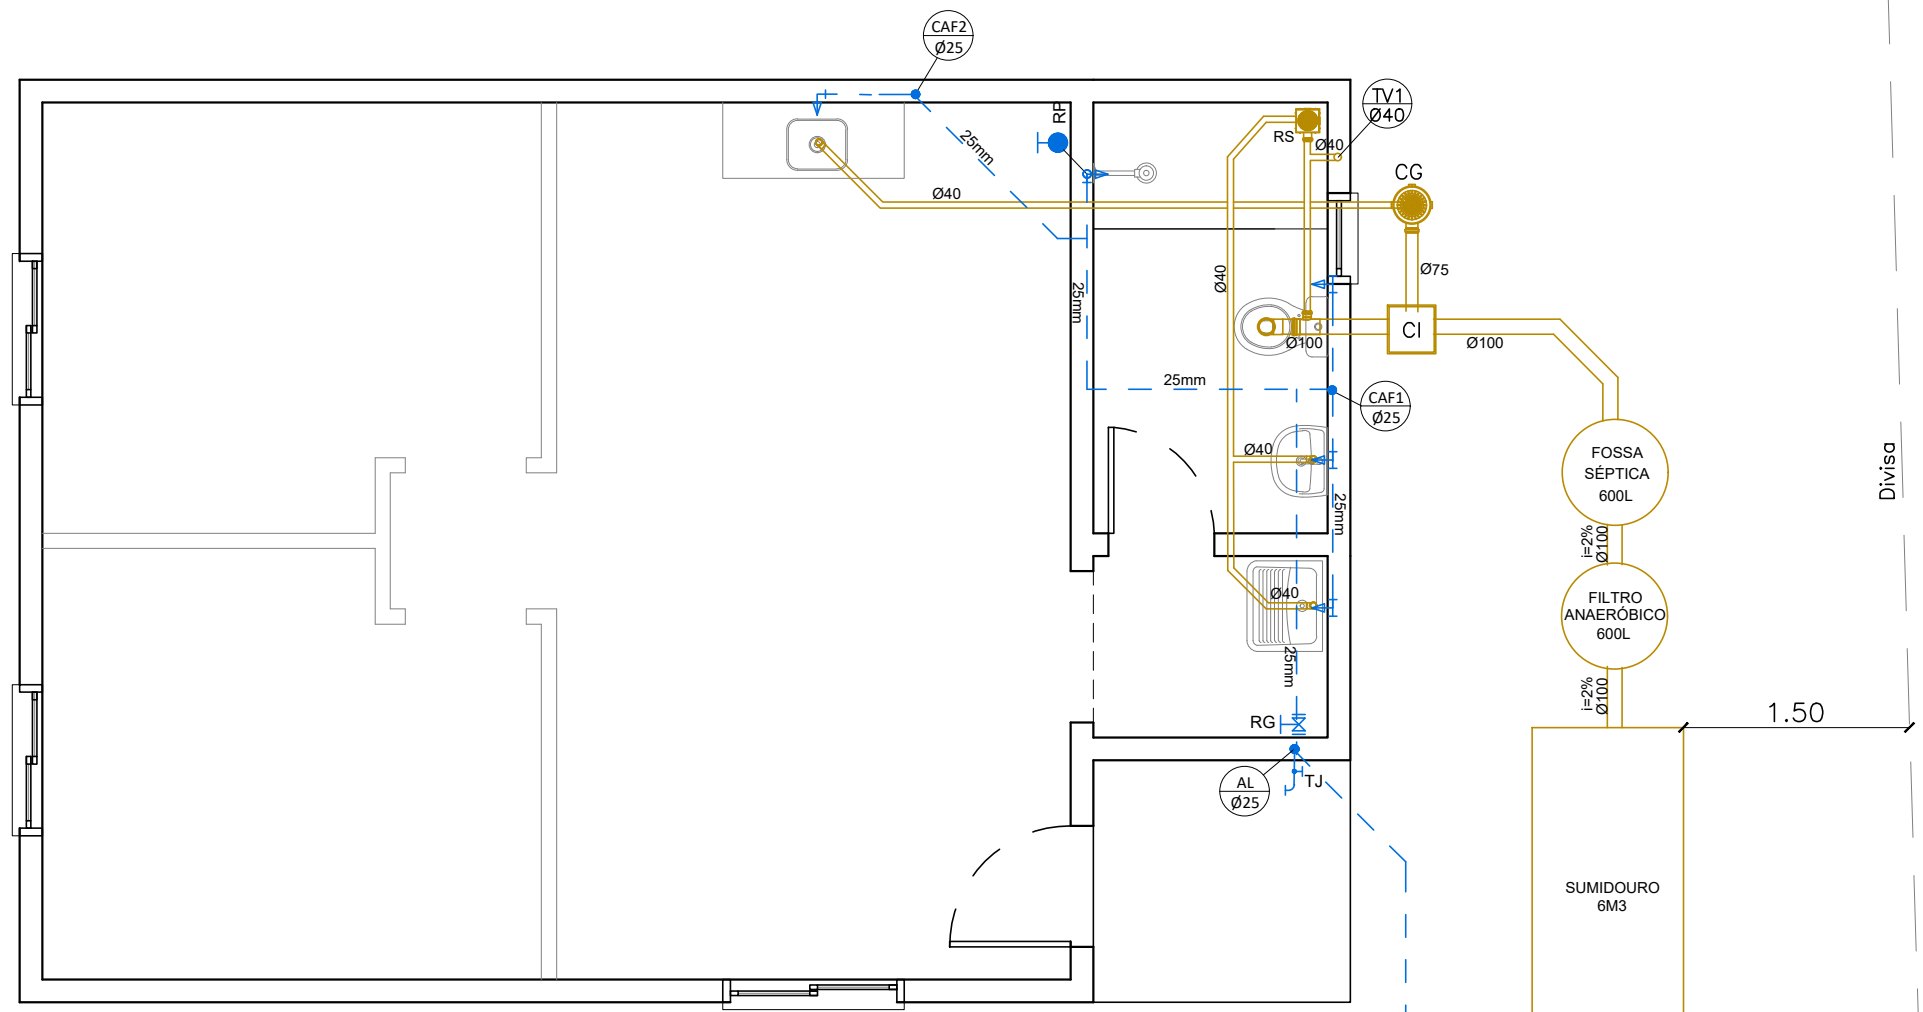 CAF2
Ø25
TV1
Ø40
RP
RS
Ø40
25mm
CG
Ø40
Ø40
Ø75
25mm
CI
Ø100
Ø100
25mm
CAF1
Ø25
Ø40
25mm
FOSSA
SÉPTICA
600L
Divisa
i=2%
Ø100
Ø40
FILTRO
ANAERÓBICO
600L
25mm
i=2%
Ø100
RG
1.50
AL
Ø25
TJ
SUMIDOURO
6M3